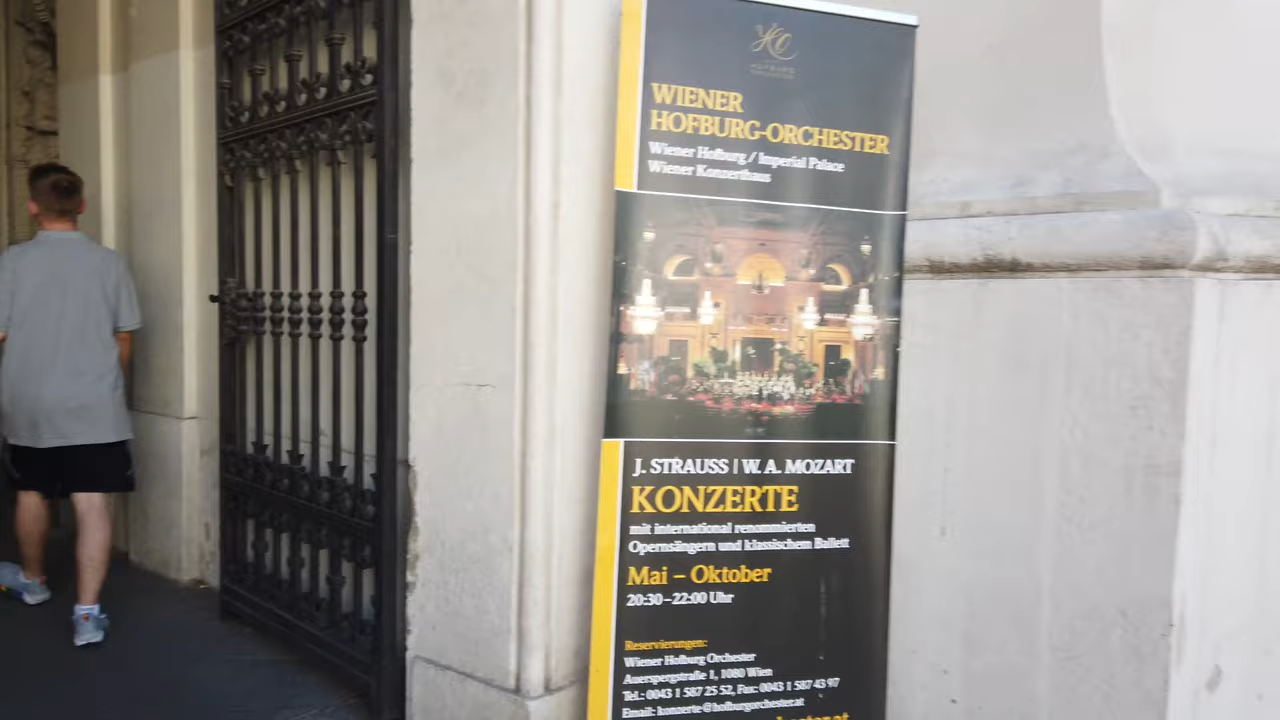 WIENER
HOFBURG-ORCHESTER
Wiener Hofburg / Imperial Palace
Wiener Konzerthaus
J. STRAUSS | W. A. MOZART
KONZERTE
mit international renommierten
Opernsängern und klassischem Ballett
Mai – Oktober
20:30–22:00 Uhr
Reservierungen:
Wiener Hofburg Orchester
Auerspergstraße 1, 1080 Wien
Tel.: 0043 1 587 25 52, Fax: 0043 1 587 43 97
Email: konzerte@hofburgorchester.at